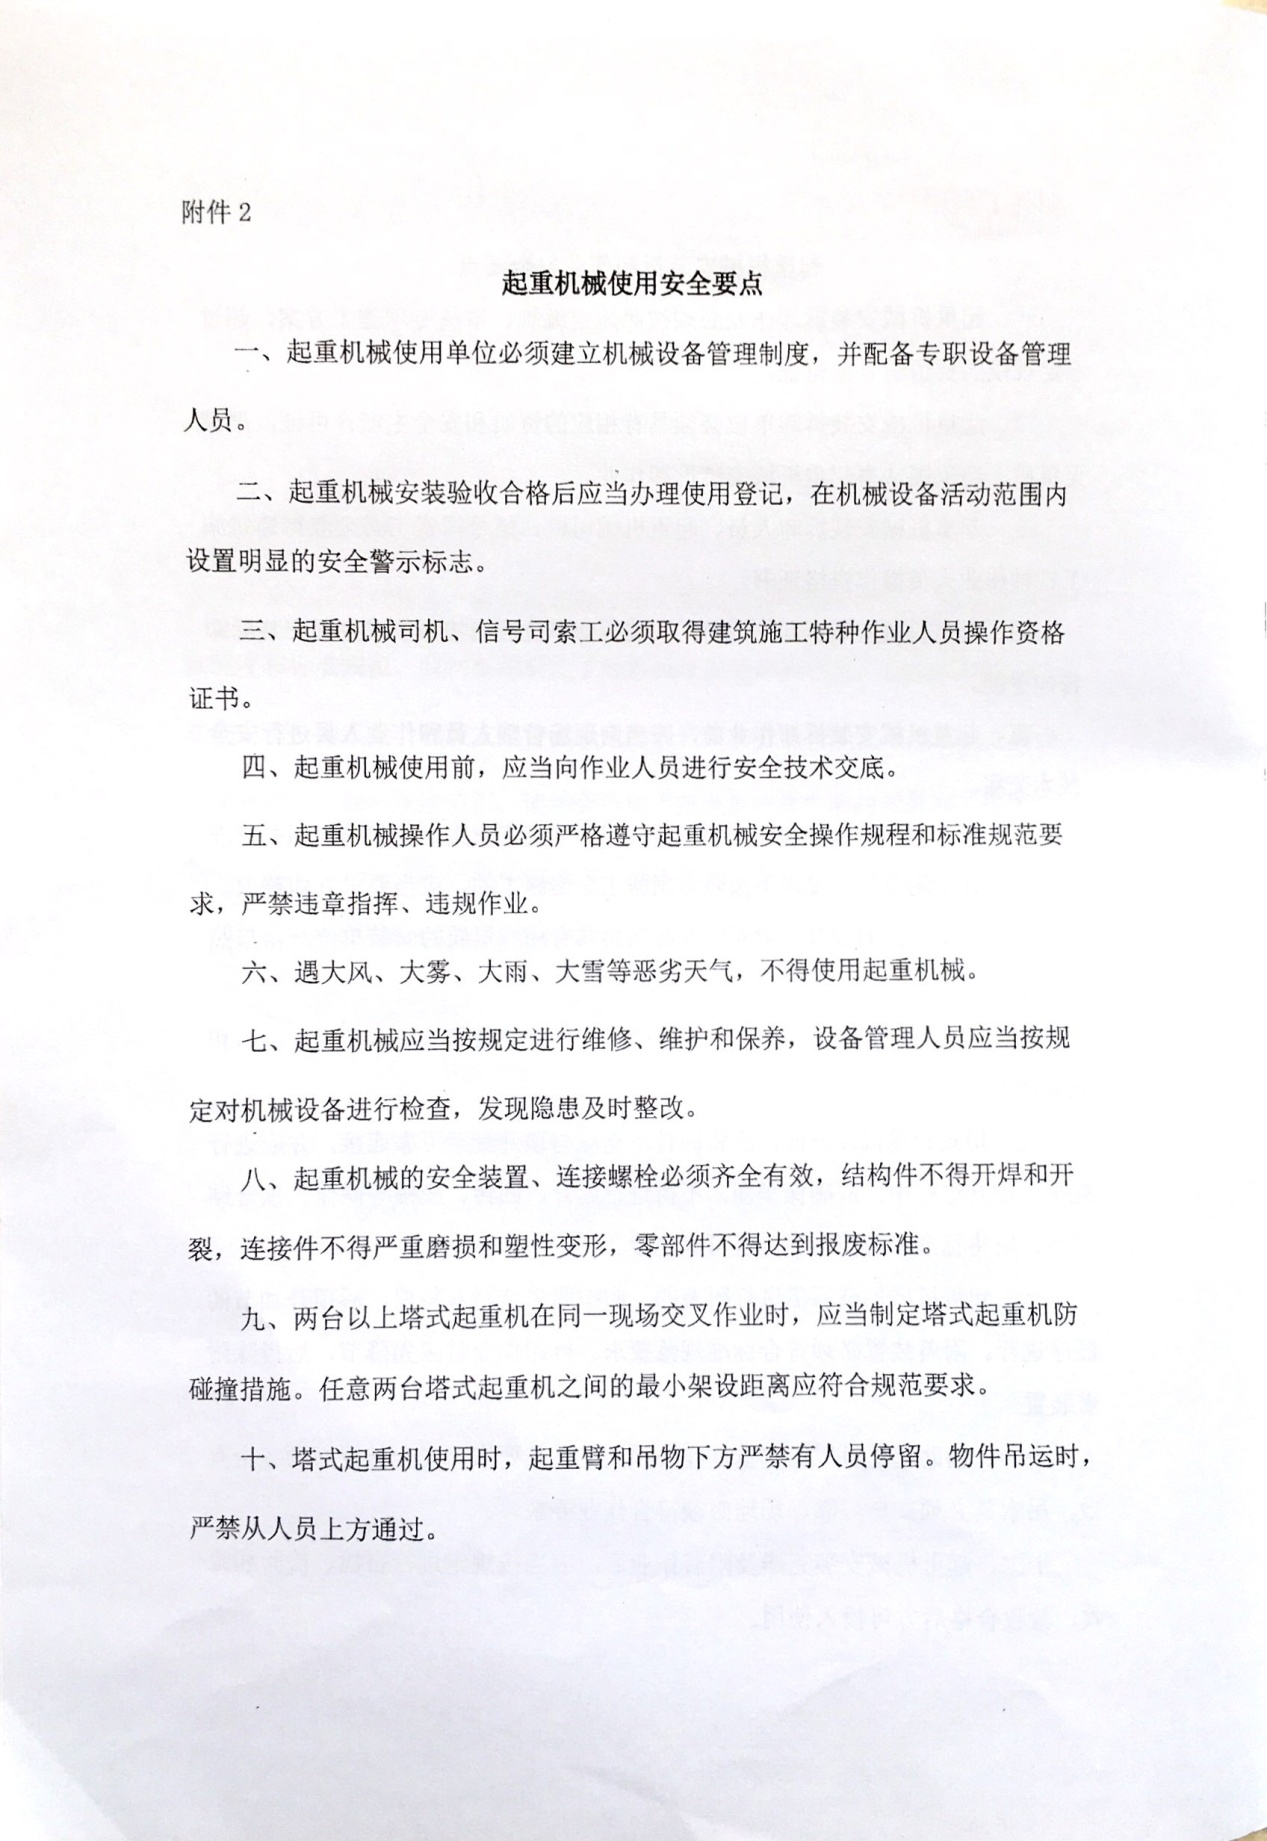 附件2
起重机械使用安全要点
一、起重机械使用单位必须建立机械设备管理制度，并配备专职设备管理
人员。
二、起重机械安装验收合格后应当办理使用登记，在机械设备活动范围内
设置明显的安全警示标志。
三、起重机械司机、信号司索工必须取得建筑施工特种作业人员操作资格
证书。
四、起重机械使用前，应当向作业人员进行安全技术交底。
五、起重机械操作人员必须严格遵守起重机械安全操作规程和标准规范要
求，严禁违章指挥、违规作业。
六、遇大风、大雾、大雨、大雪等恶劣天气，不得使用起重机械。
七、起重机械应当按规定进行维修、维护和保养，设备管理人员应当按规
定对机械设备进行检查，发现隐患及时整改。
八、起重机械的安全装置、连接螺栓必须齐全有效，结构件不得开焊和开
裂，连接件不得严重磨损和塑性变形，零部件不得达到报废标准。
九、两台以上塔式起重机在同一现场交叉作业时，应当制定塔式起重机防
碰撞措施。任意两台塔式起重机之间的最小架设距离应符合规范要求。
十、塔式起重机使用时，起重臂和吊物下方严禁有人员停留。物件吊运时，
严禁从人员上方通过。